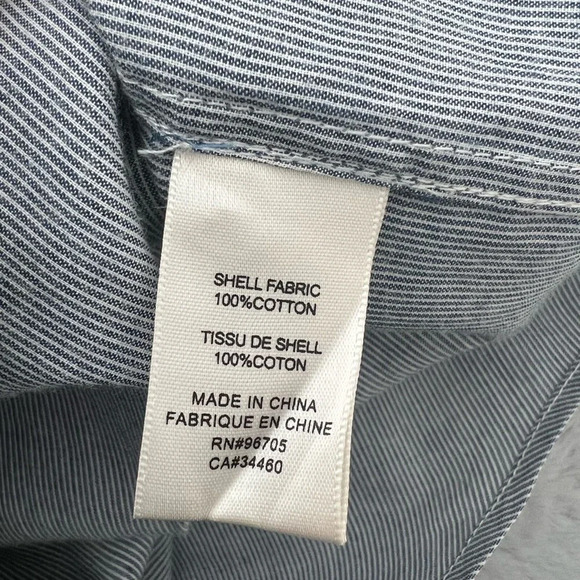 SHELL FABRIC
100%COTTON
TISSU DE SHELL
100%COTON
MADE IN CHINA
FABRIQUE EN CHINE
RN#96705
CA#34460